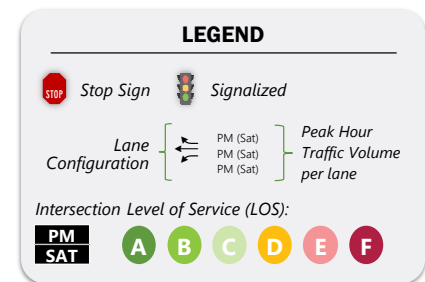 LEGEND
STOP
Stop Sign
Signalized
Lane
Configuration
PM (Sat)
PM (Sat)
PM (Sat)
Peak Hour
Traffic Volume
per lane
Intersection Level of Service (LOS):
PM
SAT
A B C D E F